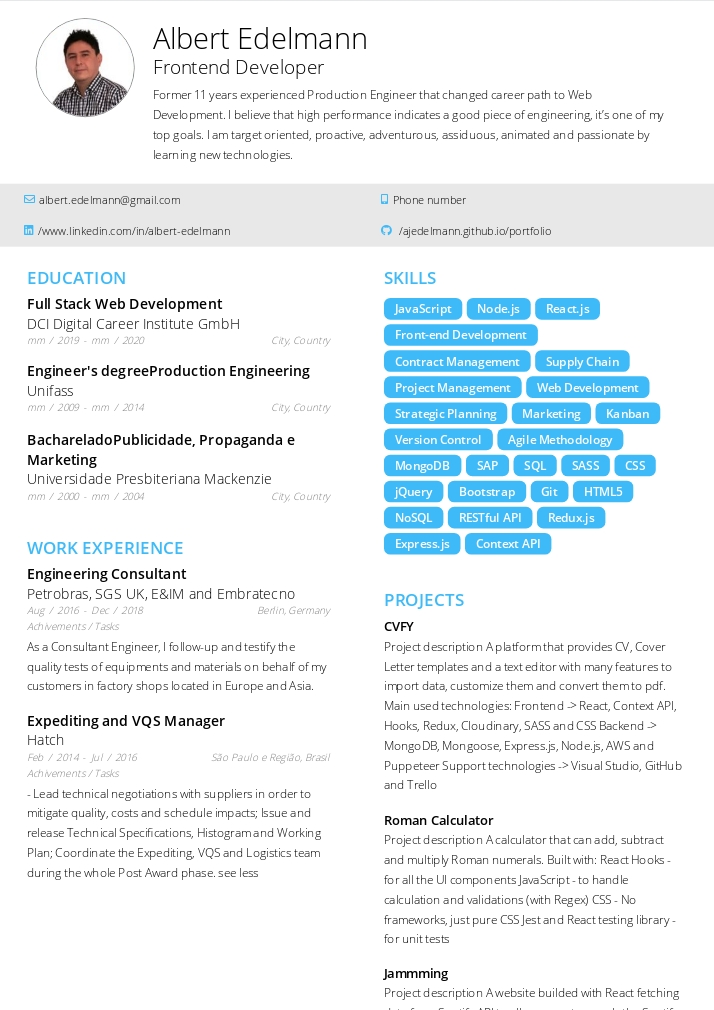 Albert Edelmann
Frontend Developer
Former 11 years experienced Production Engineer that changed career path to Web
Development. I believe that high performance indicates a good piece of engineering, it's one of my
top goals. I am target oriented, proactive, adventurous, assiduous, animated and passionate by
learning new technologies.
albert.edelmann@gmail.com
Phone number
/www.linkedin.com/in/albert-edelmann
/ajedelmann.github.io/portfolio
EDUCATION
Full Stack Web Development
DCI Digital Career Institute GmbH
mm / 2019 - mm / 2020 City, Country
Engineer's degreeProduction Engineering
Unifass
mm / 2009 - mm / 2014 City, Country
BachareladoPublicidade, Propaganda e
Marketing
Universidade Presbiteriana Mackenzie
mm / 2000 - mm / 2004 City, Country
WORK EXPERIENCE
Engineering Consultant
Petrobras, SGS UK, E&IM and Embratecno
Aug / 2016 - Dec / 2018 Berlin, Germany
Achivements / Tasks
As a Consultant Engineer, I follow-up and testify the
quality tests of equipments and materials on behalf of my
customers in factory shops located in Europe and Asia.
Expediting and VQS Manager
Hatch
Feb / 2014 - Jul / 2016 São Paulo e Região, Brasil
Achivements / Tasks
- Lead technical negotiations with suppliers in order to
mitigate quality, costs and schedule impacts; Issue and
release Technical Specifications, Histogram and Working
Plan; Coordinate the Expediting, VQS and Logistics team
during the whole Post Award phase. see less
SKILLS
JavaScript Node.js React.js
Front-end Development
Contract Management Supply Chain
Project Management Web Development
Strategic Planning Marketing Kanban
Version Control Agile Methodology
MongoDB SAP SQL SASS CSS
jQuery Bootstrap Git HTML5
NoSQL RESTful API Redux.js
Express.js Context API
PROJECTS
CVFY
Project description A platform that provides CV, Cover
Letter templates and a text editor with many features to
import data, customize them and convert them to pdf.
Main used technologies: Frontend -> React, Context API,
Hooks, Redux, Cloudinary, SASS and CSS Backend ->
MongoDB, Mongoose, Express.js, Node.js, AWS and
Puppeteer Support technologies -> Visual Studio, GitHub
and Trello
Roman Calculator
Project description A calculator that can add, subtract
and multiply Roman numerals. Built with: React Hooks -
for all the UI components JavaScript - to handle
calculation and validations (with Regex) CSS - No
frameworks, just pure CSS Jest and React testing library -
for unit tests
Jammming
Project description A website builded with React fetching